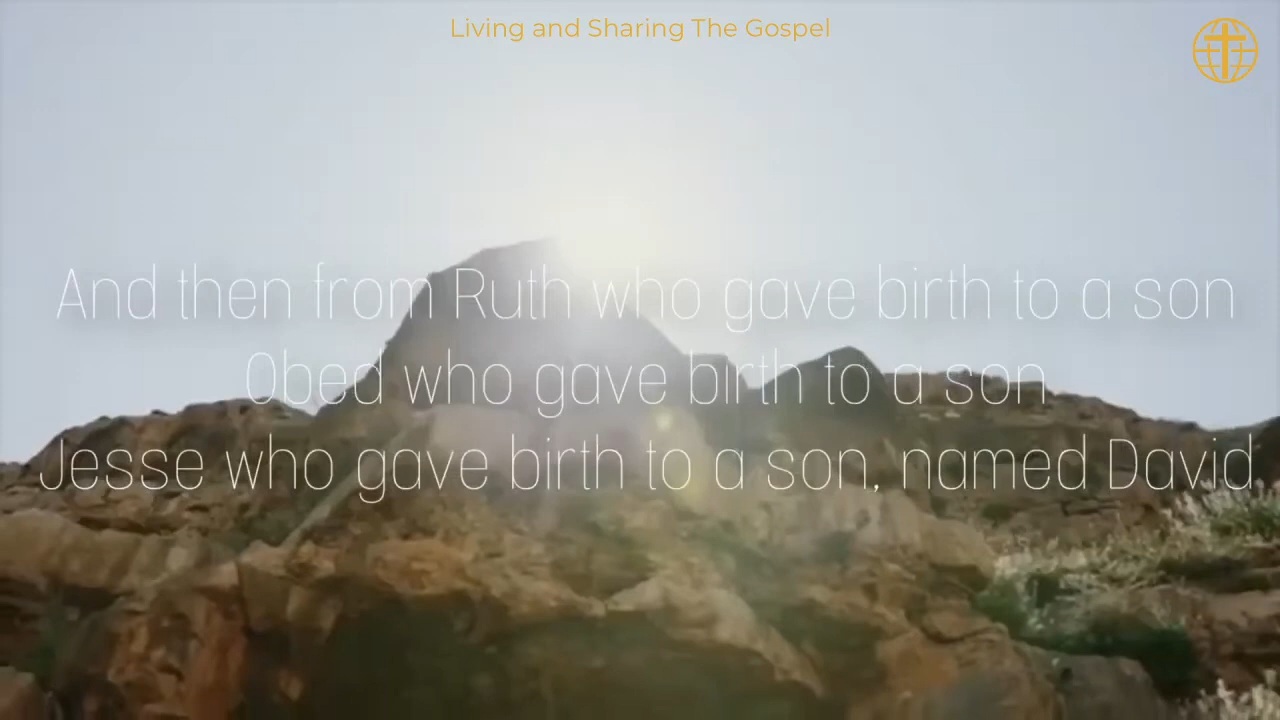 Living and Sharing The Gospel
And then from Ruth who gave birth to a son
Obed who gave birth to a son
Jesse who gave birth to a son, named David